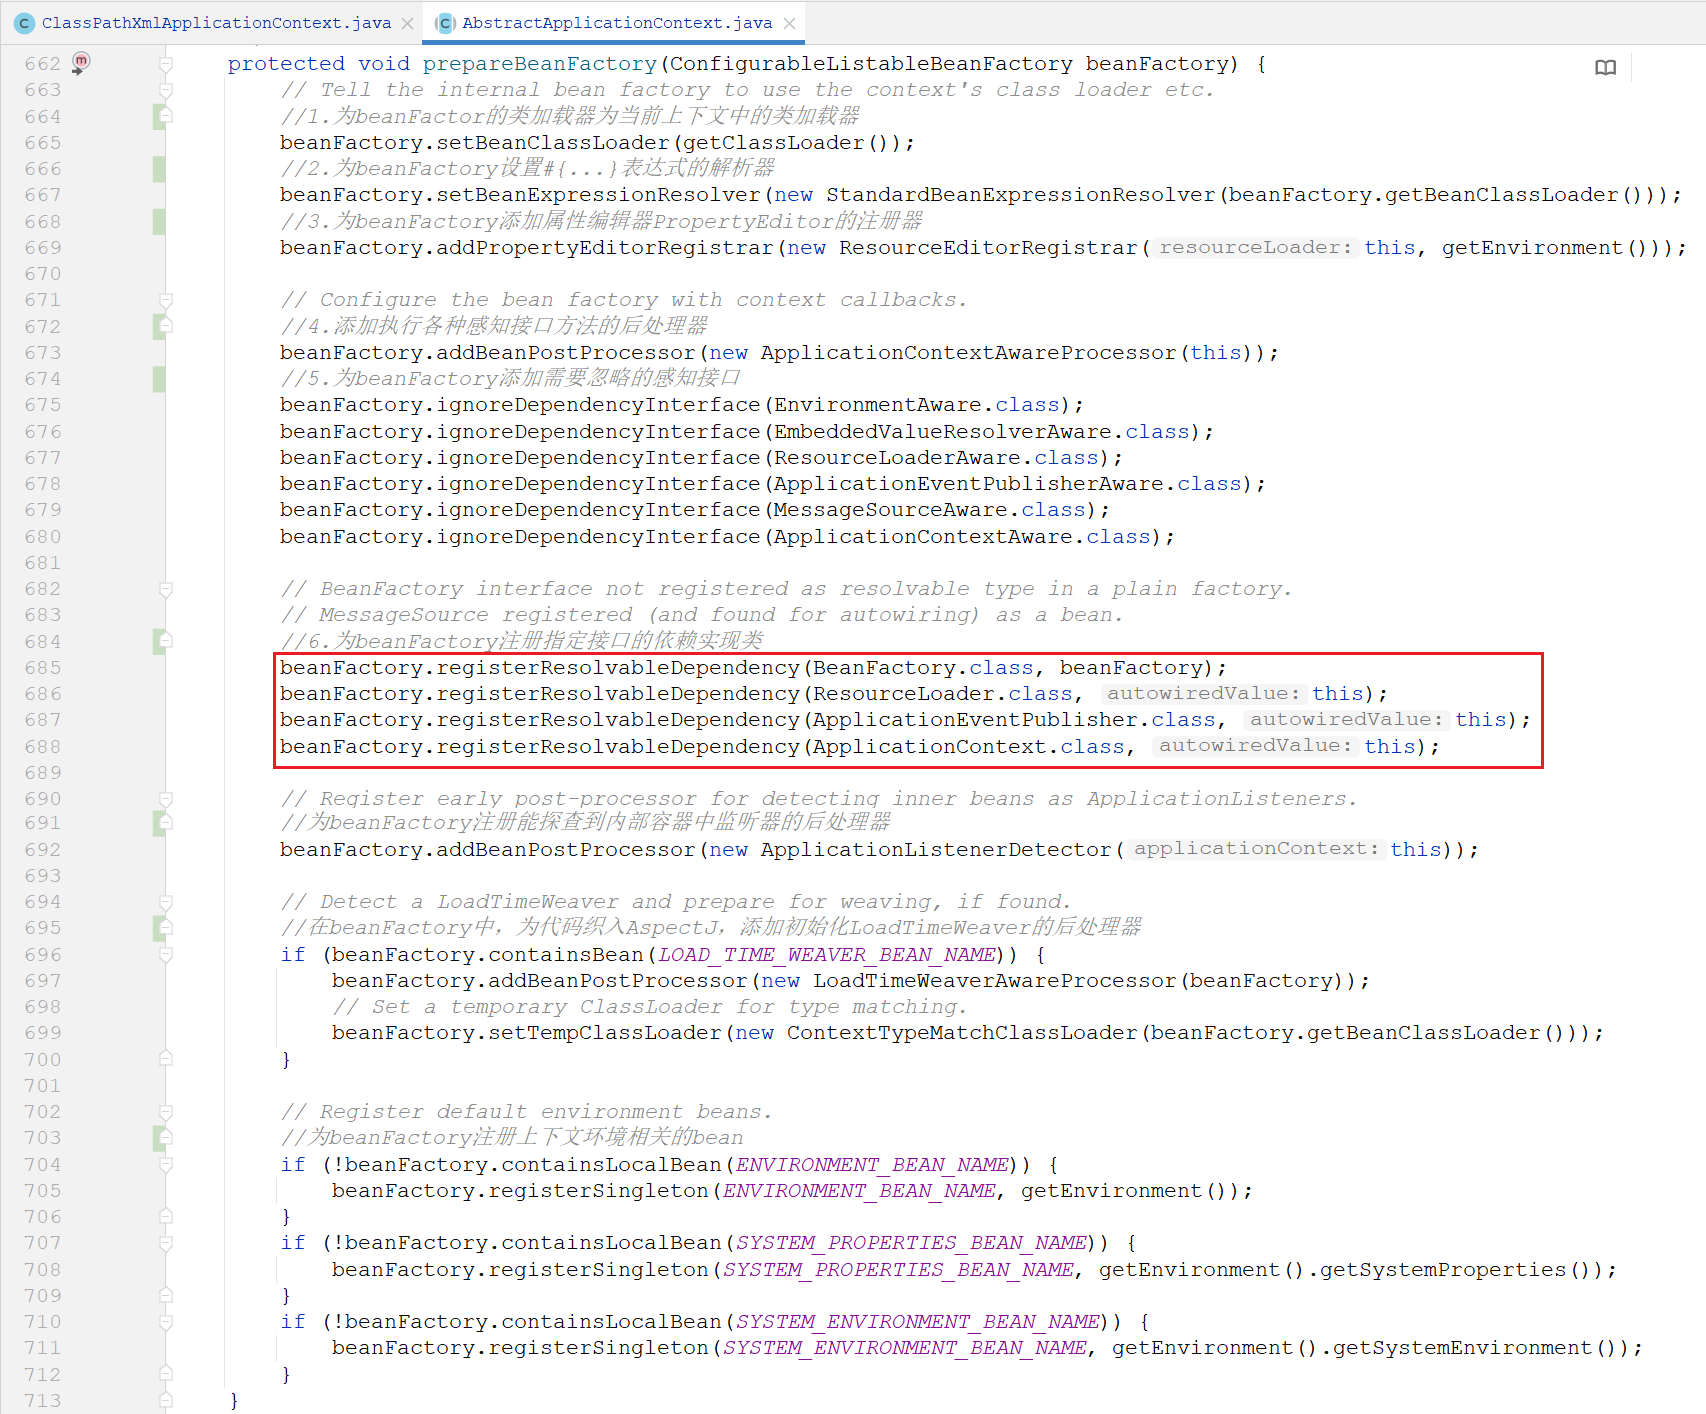 ClassPathXmlApplicationContext.java AbstractApplicationContext.java
662 protected void prepareBeanFactory(ConfigurableListableBeanFactory beanFactory) {
663 // Tell the internal bean factory to use the context's class loader etc.
664 //1.为beanFactor的类加载器为当前上下文中的类加载器
665 beanFactory.setBeanClassLoader(getClassLoader());
666 //2.为beanFactory设置#{...}表达式的解析器
667 beanFactory.setBeanExpressionResolver(new StandardBeanExpressionResolver(beanFactory.getBeanClassLoader()));
668 //3.为beanFactory添加属性编辑器PropertyEditor的注册器
669 beanFactory.addPropertyEditorRegistrar(new ResourceEditorRegistrar( resourceLoader: this, getEnvironment()));
670
671 // Configure the bean factory with context callbacks.
672 //4.添加执行各种感知接口方法的后处理器
673 beanFactory.addBeanPostProcessor(new ApplicationContextAwareProcessor(this));
674 //5.为beanFactory添加需要忽略的感知接口
675 beanFactory.ignoreDependencyInterface(EnvironmentAware.class);
676 beanFactory.ignoreDependencyInterface(EmbeddedValueResolverAware.class);
677 beanFactory.ignoreDependencyInterface(ResourceLoaderAware.class);
678 beanFactory.ignoreDependencyInterface(ApplicationEventPublisherAware.class);
679 beanFactory.ignoreDependencyInterface(MessageSourceAware.class);
680 beanFactory.ignoreDependencyInterface(ApplicationContextAware.class);
681
682 // BeanFactory interface not registered as resolvable type in a plain factory.
683 // MessageSource registered (and found for autowiring) as a bean.
684 //6.为beanFactory注册指定接口的依赖实现类
685 beanFactory.registerResolvableDependency(BeanFactory.class, beanFactory);
686 beanFactory.registerResolvableDependency(ResourceLoader.class, autowiredValue: this);
687 beanFactory.registerResolvableDependency(ApplicationEventPublisher.class, autowiredValue: this);
688 beanFactory.registerResolvableDependency(ApplicationContext.class, autowiredValue: this);
689
690 // Register early post-processor for detecting inner beans as ApplicationListeners.
691 //为beanFactory注册能探查到内部容器中监听器的后处理器
692 beanFactory.addBeanPostProcessor(new ApplicationListenerDetector( applicationContext: this));
693
694 // Detect a LoadTimeWeaver and prepare for weaving, if found.
695 //在beanFactory中，为代码织入AspectJ，添加初始化LoadTimeWeaver的后处理器
696 if (beanFactory.containsBean(LOAD_TIME_WEAVER_BEAN_NAME)) {
697 beanFactory.addBeanPostProcessor(new LoadTimeWeaverAwareProcessor(beanFactory));
698 // Set a temporary ClassLoader for type matching.
699 beanFactory.setTempClassLoader(new ContextTypeMatchClassLoader(beanFactory.getBeanClassLoader()));
700 }
701
702 // Register default environment beans.
703 //为beanFactory注册上下文环境相关的bean
704 if (!beanFactory.containsLocalBean(ENVIRONMENT_BEAN_NAME)) {
705 beanFactory.registerSingleton(ENVIRONMENT_BEAN_NAME, getEnvironment());
706 }
707 if (!beanFactory.containsLocalBean(SYSTEM_PROPERTIES_BEAN_NAME)) {
708 beanFactory.registerSingleton(SYSTEM_PROPERTIES_BEAN_NAME, getEnvironment().getSystemProperties());
709 }
710 if (!beanFactory.containsLocalBean(SYSTEM_ENVIRONMENT_BEAN_NAME)) {
711 beanFactory.registerSingleton(SYSTEM_ENVIRONMENT_BEAN_NAME, getEnvironment().getSystemEnvironment());
712 }
713 }